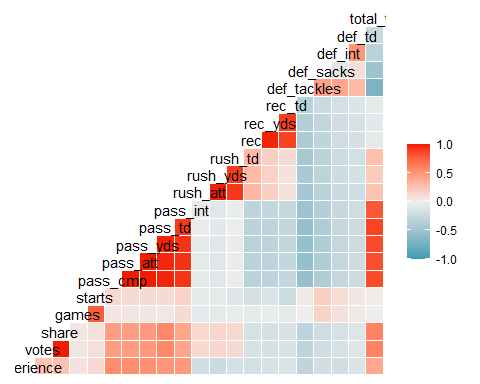 total_t
def_td
def_int
def_sacks
def_tackles
rec_td
rec_yds
rec
rush_td
rush_yds
rush_att
pass_int
pass_td
pass_yds
pass_att
pass_cmp
starts
games
share
votes
erience
1.0
0.5
0.0
-0.5
-1.0